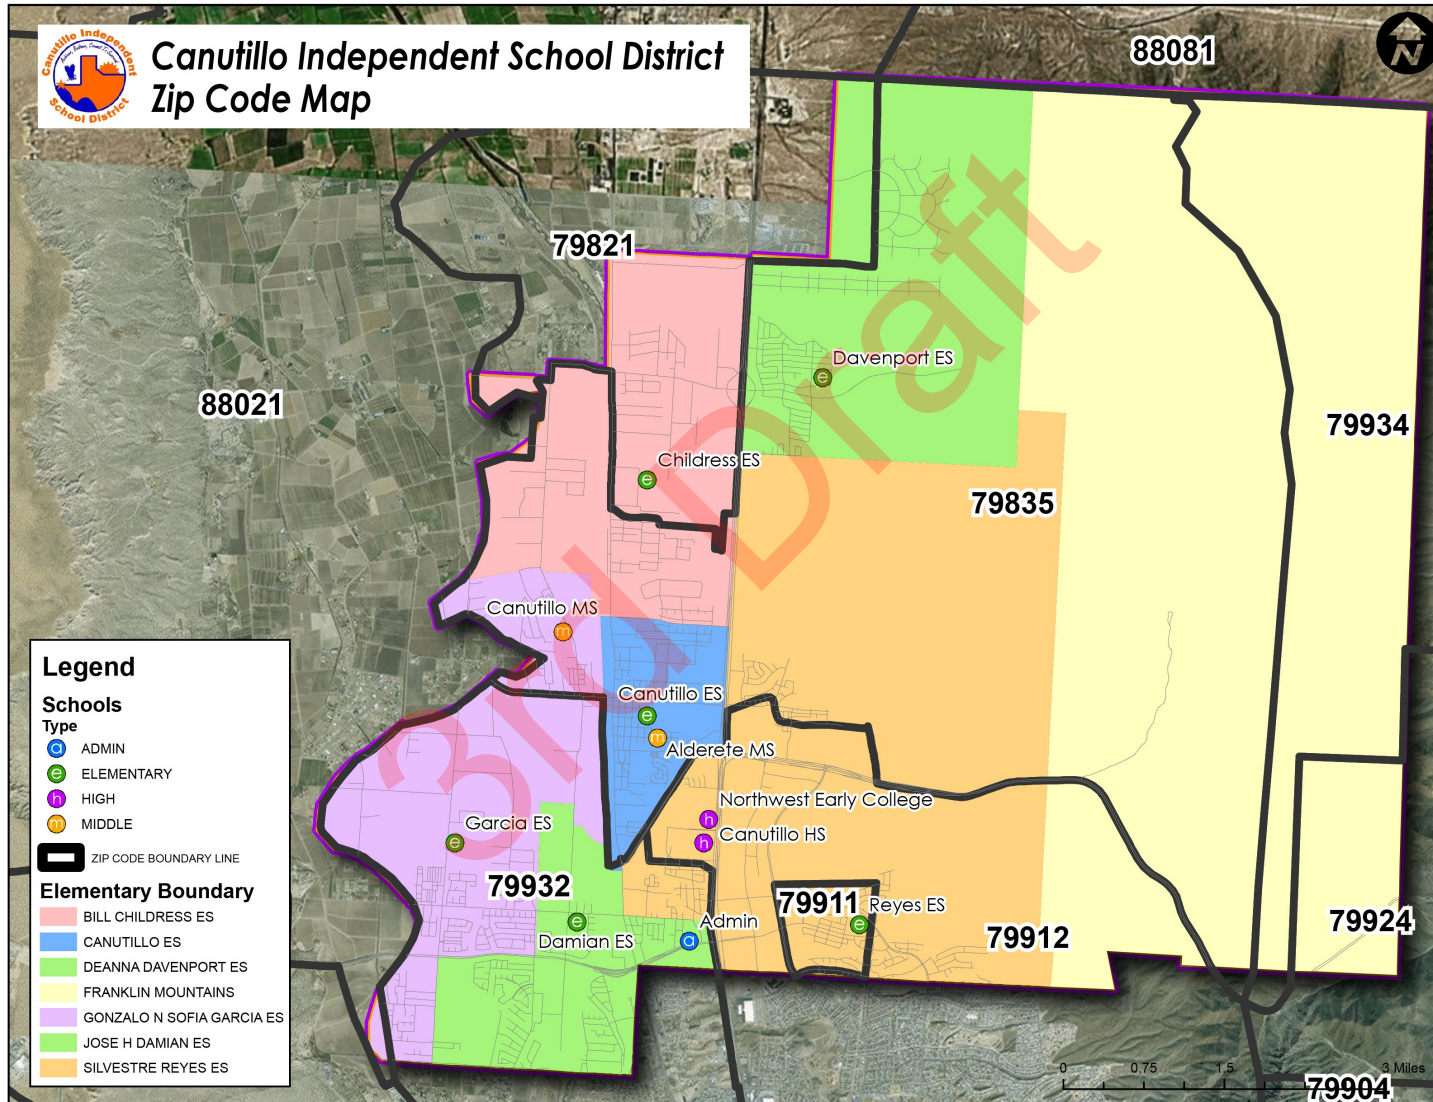 Canutillo Independent School District
Zip Code Map
Canutillo Independent
School District
N
88081
79821
88021
Davenport ES
e
79934
Childress ES
e
79835
3rd Draft
Canutillo MS
m
Canutillo ES
e
m
Alderete MS
Northwest Early College
h
Canutillo HS
h
Garcia ES
e
79932
79911
Reyes ES
e
Admin
a
e
Damian ES
79912
79924
Legend
Schools
Type
a ADMIN
e ELEMENTARY
h HIGH
m MIDDLE
ZIP CODE BOUNDARY LINE
Elementary Boundary
BILL CHILDRESS ES
CANUTILLO ES
DEANNA DAVENPORT ES
FRANKLIN MOUNTAINS
GONZALO N SOFIA GARCIA ES
JOSE H DAMIAN ES
SILVESTRE REYES ES
0 0.75 1.5 3 Miles
79904